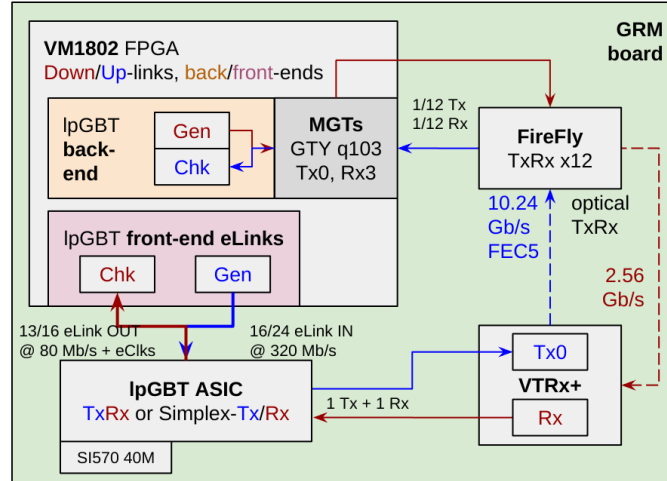 VM1802 FPGA
Down/Up-links, back/front-ends
GRM
board
lpGBT
back-
end
Gen
Chk
MGTs
GTY q103
Tx0, Rx3
1/12 Tx
1/12 Rx
FireFly
TxRx x12
10.24
Gb/s
FEC5
optical
TxRx
2.56
Gb/s
lpGBT front-end eLinks
Chk
Gen
13/16 eLink OUT
@ 80 Mb/s + eClks
16/24 eLink IN
@ 320 Mb/s
lpGBT ASIC
TxRx or Simplex-Tx/Rx
SI570 40M
1 Tx + 1 Rx
Tx0
VTRx+
Rx